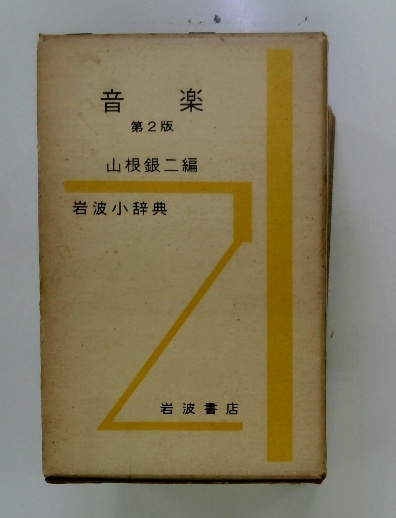 音楽
第2版
山根銀二編
岩波小辞典
岩波書店